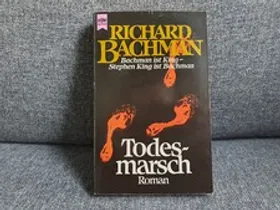 RICHARD
BACHMAN
Bachman ist King –
Stephen King ist Bachman
Todes-
marsch
Roman